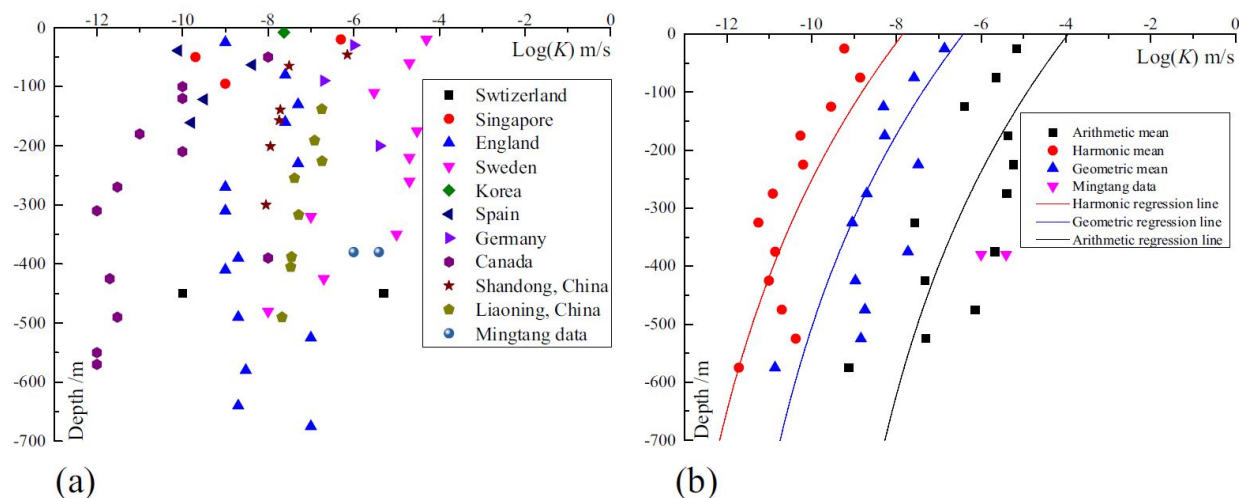 -12 -10 -8 -6 -4 -2 0
0
Log(K) m/s
-100
-200
-300
-400
-500
-600
-700
Depth /m
Swtizerland
Singapore
England
Sweden
Korea
Spain
Germany
Canada
Shandong, China
Liaoning, China
Mingtang data
(a)
-12 -10 -8 -6 -4 -2 0
0
Log(K) m/s
-100
-200
-300
-400
-500
-600
-700
Depth /m
Arithmetic mean
Harmonic mean
Geometric mean
Mingtang data
Harmonic regression line
Geometric regression line
Arithmetic regression line
(b)